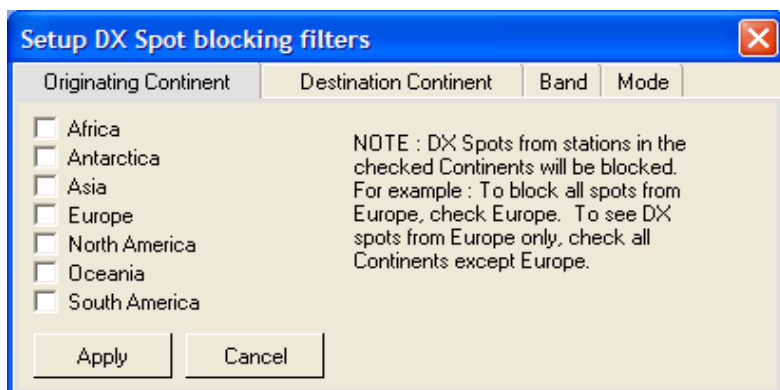 Setup DX Spot blocking filters
Originating Continent
Destination Continent
Band
Mode
Africa
Antarctica
Asia
Europe
North America
Oceania
South America
NOTE : DX Spots from stations in the
checked Continents will be blocked.
For example : To block all spots from
Europe, check Europe.  To see DX
spots from Europe only, check all
Continents except Europe.
Apply
Cancel